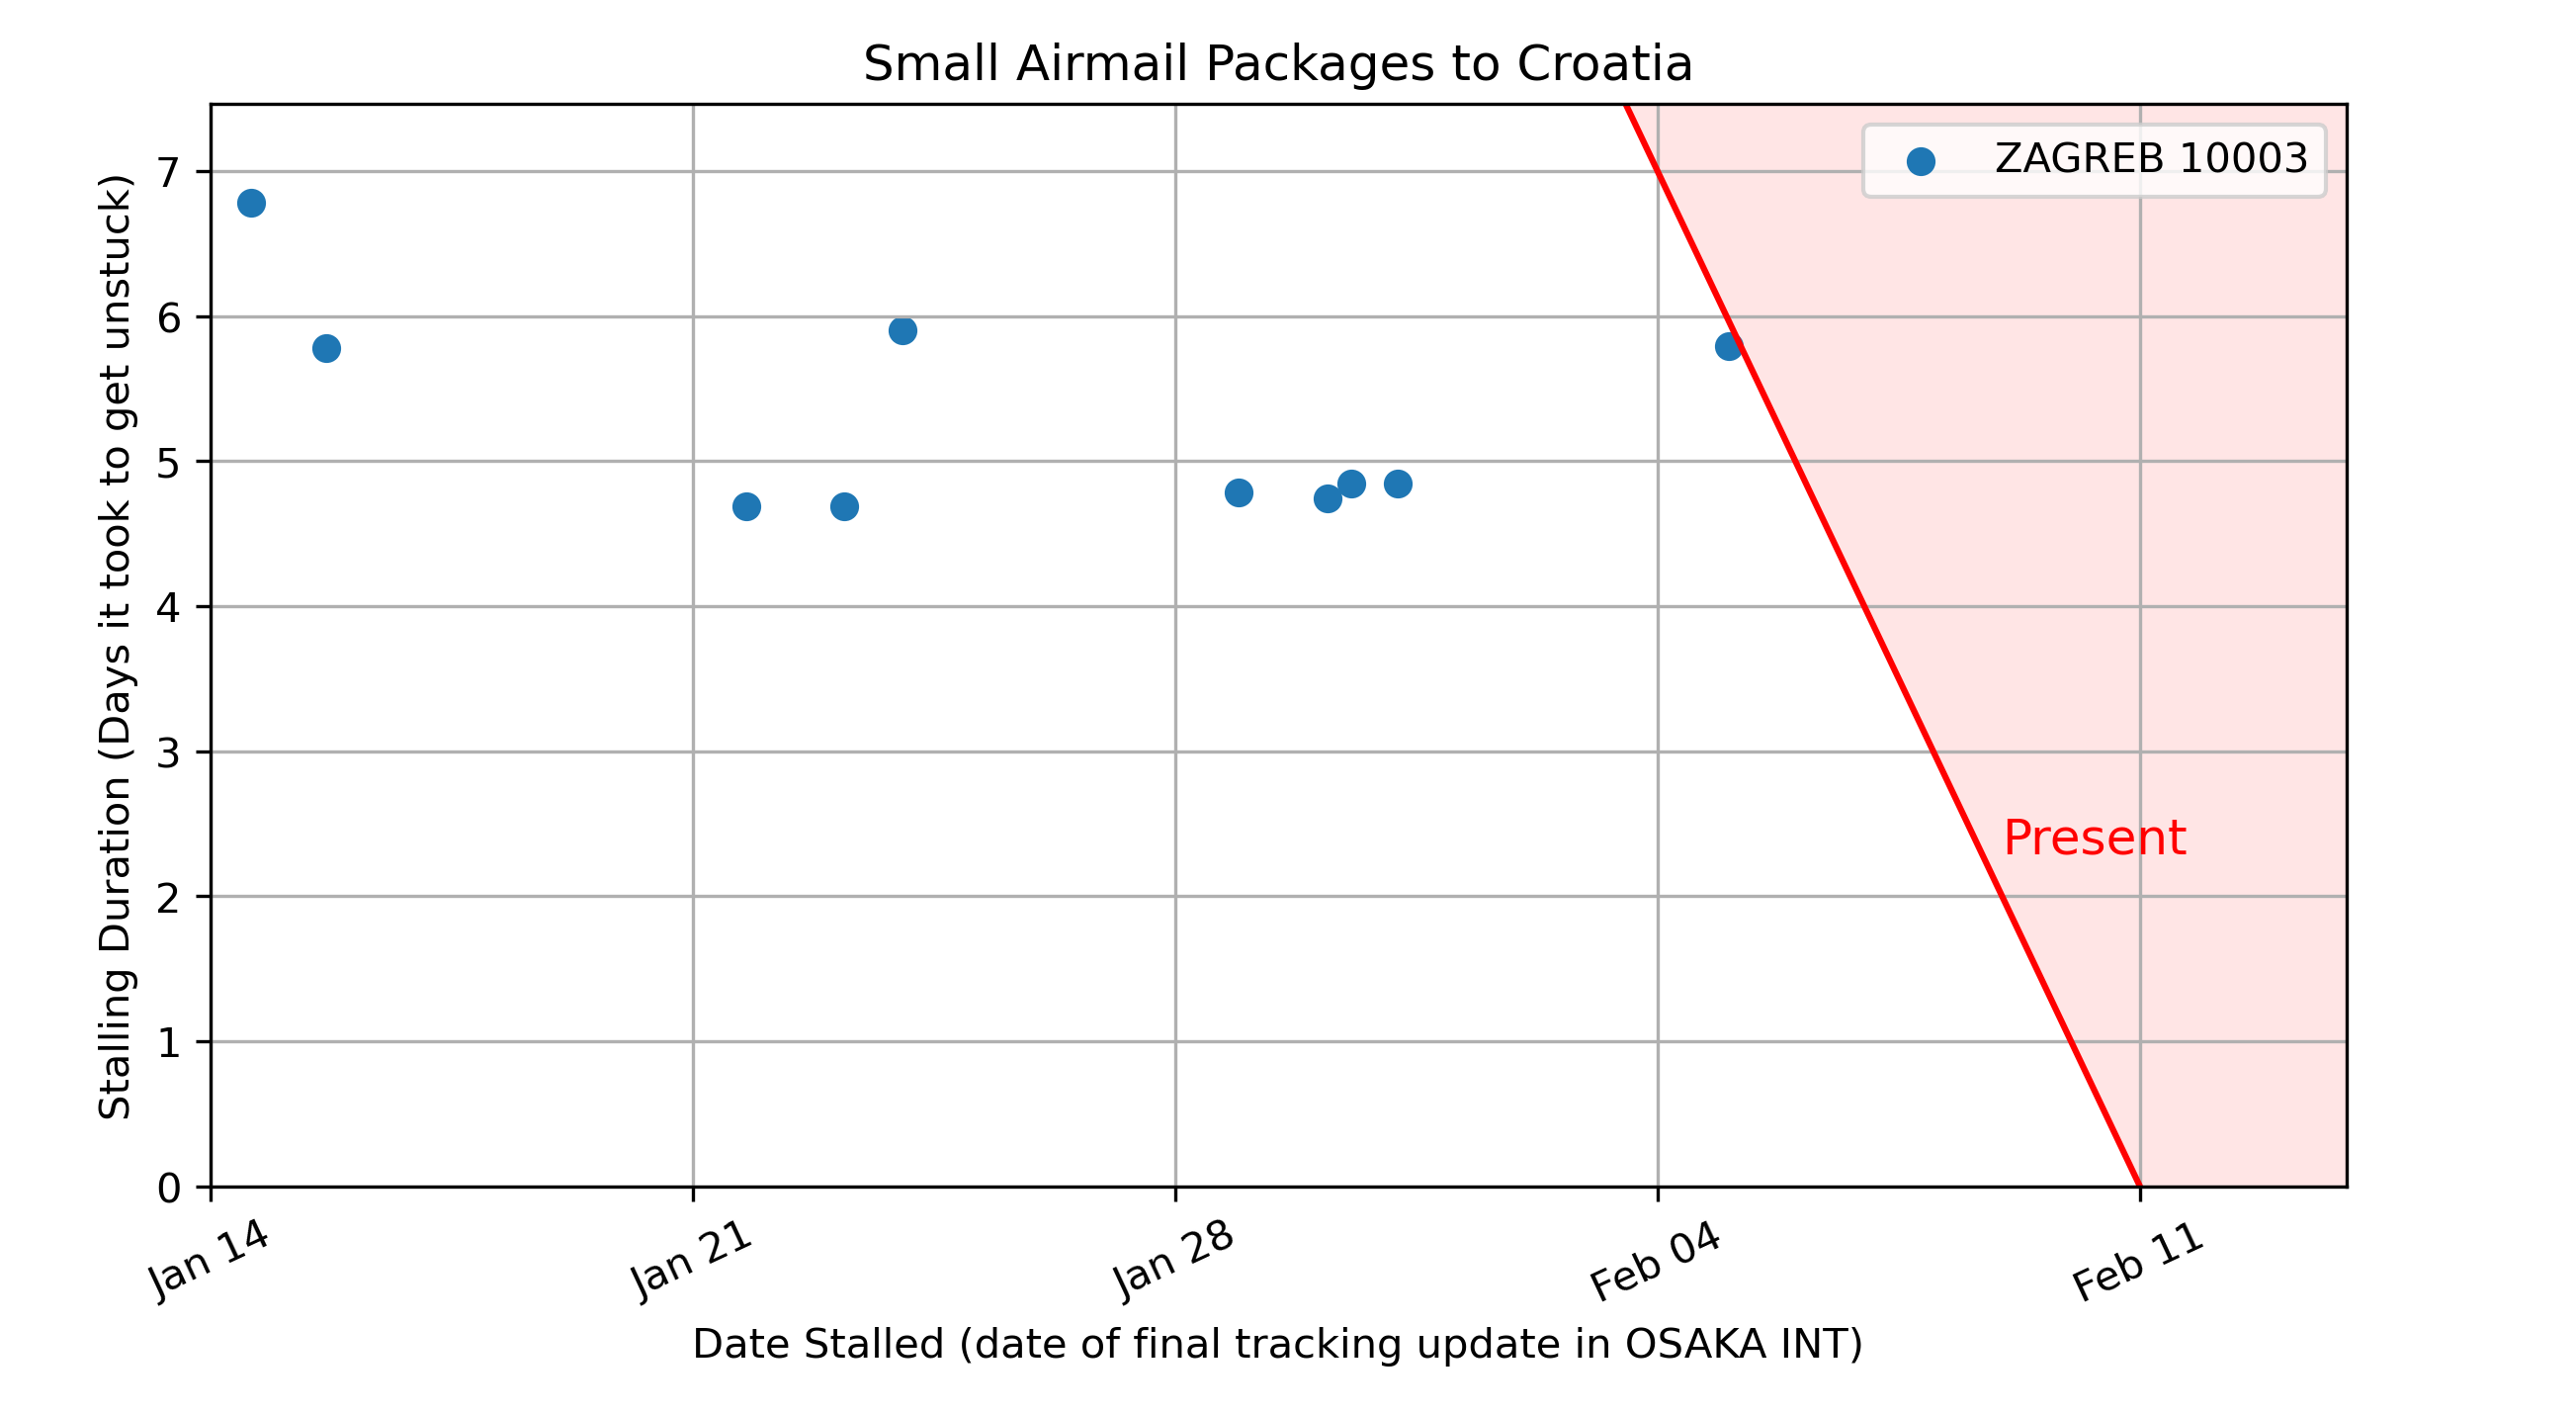 Small Airmail Packages to Croatia
ZAGREB 10003
Stalling Duration (Days it took to get unstuck)
7
6
5
4
3
2
1
0
Present
Jan 14
Jan 21
Jan 28
Feb 04
Feb 11
Date Stalled (date of final tracking update in OSAKA INT)